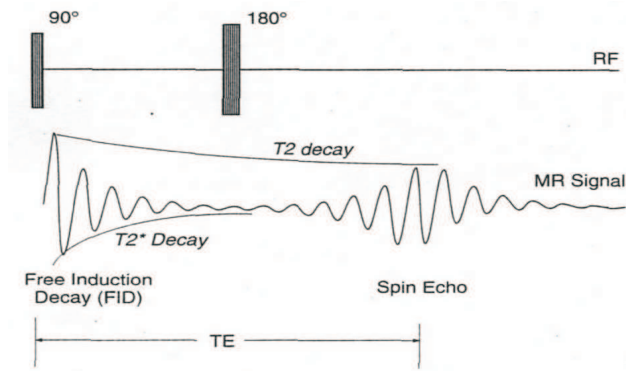 90°
180°
RF
T2 decay
MR Signal
T2* Decay
Free Induction
Decay (FID)
Spin Echo
TE